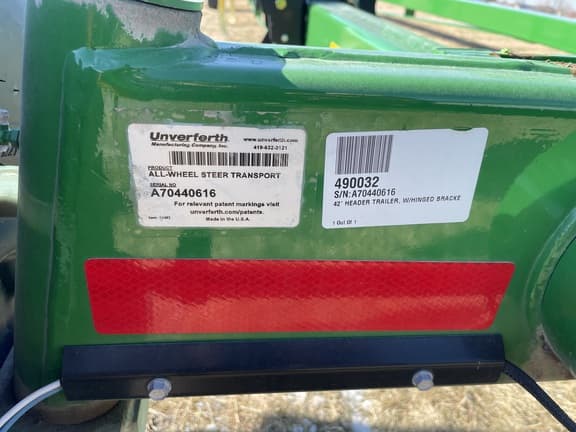 Unverferth
Manufacturing Company, Inc.
www.unverferth.com
419-532-3121
PRODUCT
ALL-WHEEL STEER TRANSPORT
SERIAL NO
A70440616
For relevant patent markings visit
unverferth.com/patents.
Made in the U.S.A.
490032
S/N:A70440616
42' HEADER TRAILER, W/HINGED BRACKE
1 Out Of 1